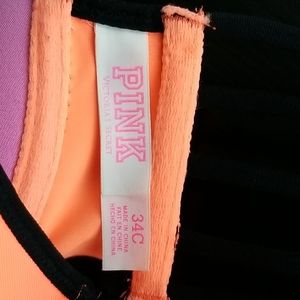 PINK
VICTORIA'S SECRET
34C
MADE IN CHINA
FAIT EN CHINE
HECHO EN CHINA